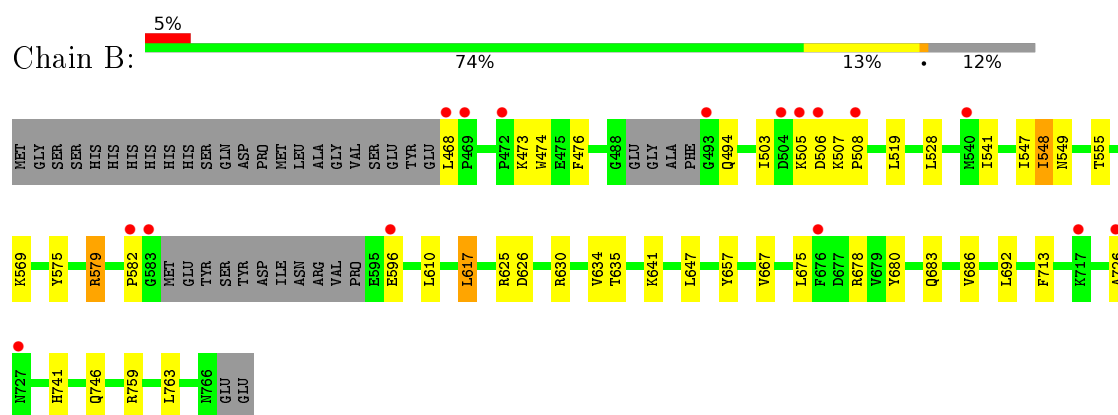 5%
Chain B:
74% 13% • 12%
MET GLY SER SER HIS HIS HIS HIS HIS HIS HIS HIS SER GLN ASP PRO MET LEU ALA GLY VAL SER GLU TYR GLU L468 P469 P472 K473 W474 E475 F476 G488 GLU GLY ALA PHE G493 Q494 I503 D504 K505 D506 K507 P508 L519 L528 M540 I541 I547 I548 N549 T555
K569 Y575 R579 P582 G583 MET GLU TYR SER TYR ASP ILE ASN ARG VAL PRO E595 E596 L610 L617 R625 D626 R630 V634 T635 K641 L647 Y657 V667 L675 F676 D677 R678 V679 Y680 Q683 V686 L692 F713 K717 A726
N727 H741 Q746 R759 L763 N766 GLU GLU